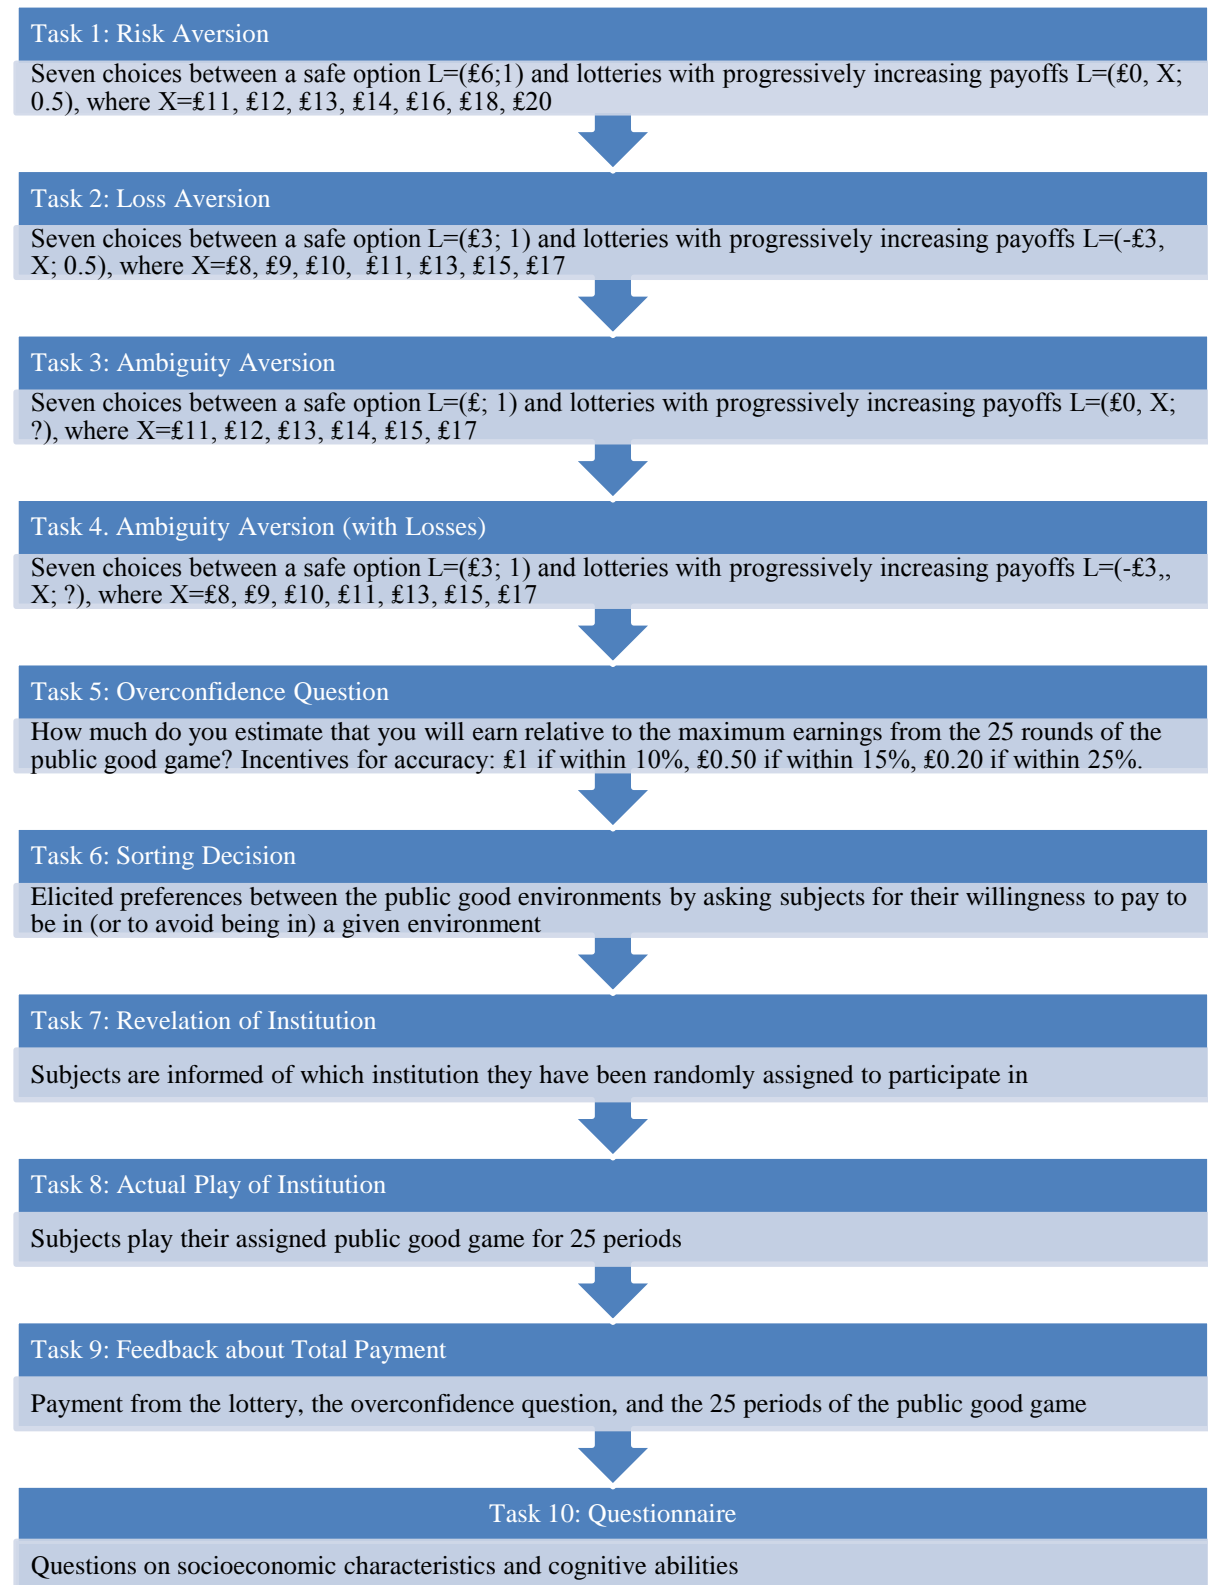 Task 1: Risk Aversion
Seven choices between a safe option L=(₤6;1) and lotteries with progressively increasing payoffs L=(₤0, X;
0.5), where X=₤11, ₤12, ₤13, ₤14, ₤16, ₤18, ₤20
Task 2: Loss Aversion
Seven choices between a safe option L=(₤3; 1) and lotteries with progressively increasing payoffs L=(-₤3,
X; 0.5), where X=₤8, ₤9, ₤10, ₤11, ₤13, ₤15, ₤17
Task 3: Ambiguity Aversion
Seven choices between a safe option L=(₤; 1) and lotteries with progressively increasing payoffs L=(₤0, X;
?), where X=₤11, ₤12, ₤13, ₤14, ₤15, ₤17
Task 4. Ambiguity Aversion (with Losses)
Seven choices between a safe option L=(₤3; 1) and lotteries with progressively increasing payoffs L=(-₤3,,
X; ?), where X=₤8, ₤9, ₤10, ₤11, ₤13, ₤15, ₤17
Task 5: Overconfidence Question
How much do you estimate that you will earn relative to the maximum earnings from the 25 rounds of the
public good game? Incentives for accuracy: ₤1 if within 10%, ₤0.50 if within 15%, ₤0.20 if within 25%.
Task 6: Sorting Decision
Elicited preferences between the public good environments by asking subjects for their willingness to pay to
be in (or to avoid being in) a given environment
Task 7: Revelation of Institution
Subjects are informed of which institution they have been randomly assigned to participate in
Task 8: Actual Play of Institution
Subjects play their assigned public good game for 25 periods
Task 9: Feedback about Total Payment
Payment from the lottery, the overconfidence question, and the 25 periods of the public good game
Task 10: Questionnaire
Questions on socioeconomic characteristics and cognitive abilities